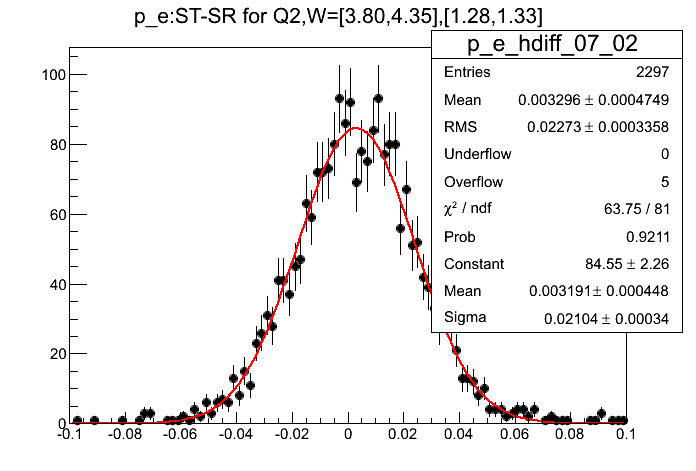 p_e:ST-SR for Q2,W=[3.80,4.35],[1.28,1.33]
p_e_hdiff_07_02
Entries 2297
Mean 0.003296 ± 0.0004749
RMS 0.02273 ± 0.0003358
Underflow 0
Overflow 5
χ² / ndf 63.75 / 81
Prob 0.9211
Constant 84.55 ± 2.26
Mean 0.003191 ± 0.000448
Sigma 0.02104 ± 0.00034
100
80
60
40
20
0
-0.1 -0.08 -0.06 -0.04 -0.02 0 0.02 0.04 0.06 0.08 0.1